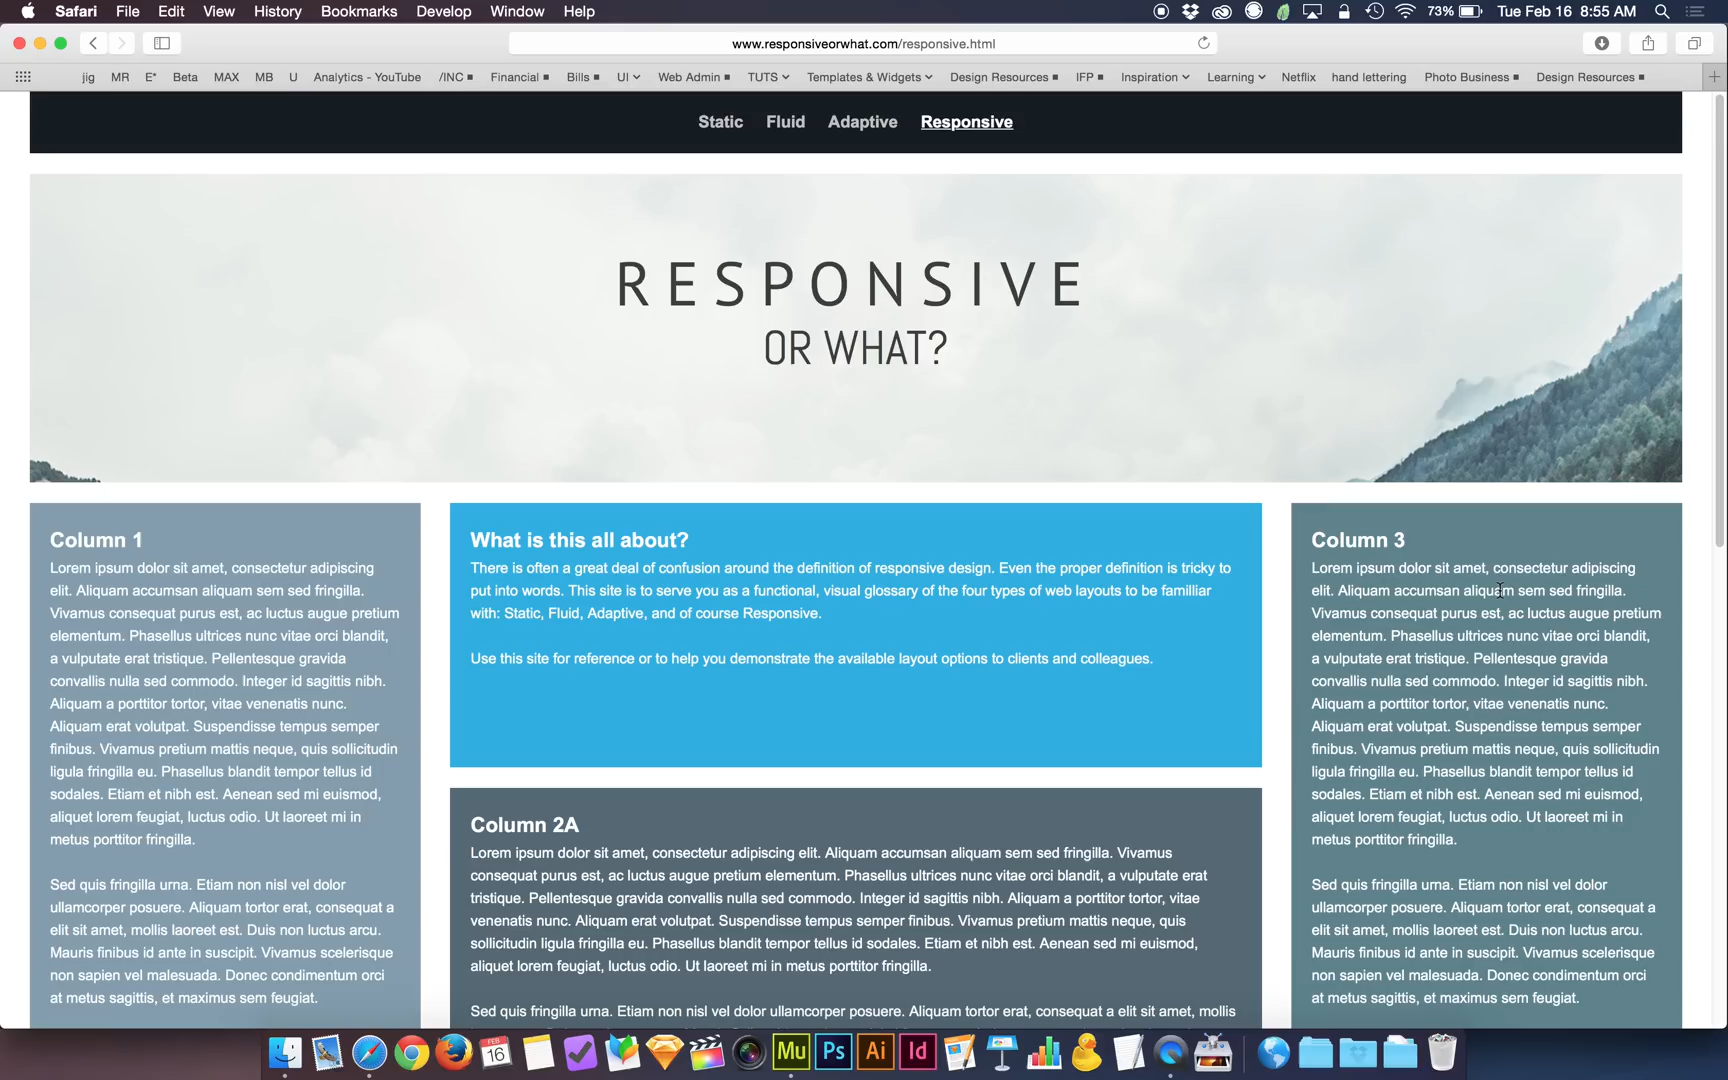 Safari File Edit View History Bookmarks Develop Window Help 73% Tue Feb 16 8:55 AM
www.responsiveorwhat.com/responsive.html
jig MR E* Beta MAX MB U Analytics - YouTube /INC Financial Bills UI Web Admin TUTS Templates & Widgets Design Resources IFP Inspiration Learning Netflix hand lettering Photo Business Design Resources
Static Fluid Adaptive Responsive
RESPONSIVE
OR WHAT?
Column 1
Lorem ipsum dolor sit amet, consectetur adipiscing
elit. Aliquam accumsan aliquam sem sed fringilla.
Vivamus consequat purus est, ac luctus augue pretium
elementum. Phasellus ultrices nunc vitae orci blandit,
a vulputate erat tristique. Pellentesque gravida
convallis nulla sed commodo. Integer id sagittis nibh.
Aliquam a porttitor tortor, vitae venenatis nunc.
Aliquam erat volutpat. Suspendisse tempus semper
finibus. Vivamus pretium mattis neque, quis sollicitudin
ligula fringilla eu. Phasellus blandit tempor tellus id
sodales. Etiam et nibh est. Aenean sed mi euismod,
aliquet lorem feugiat, luctus odio. Ut laoreet mi in
metus porttitor fringilla.
Sed quis fringilla urna. Etiam non nisl vel dolor
ullamcorper posuere. Aliquam tortor erat, consequat a
elit sit amet, mollis laoreet est. Duis non luctus arcu.
Mauris finibus id ante in suscipit. Vivamus scelerisque
non sapien vel malesuada. Donec condimentum orci
at metus sagittis, et maximus sem feugiat.
What is this all about?
There is often a great deal of confusion around the definition of responsive design. Even the proper definition is tricky to
put into words. This site is to serve you as a functional, visual glossary of the four types of web layouts to be familliar
with: Static, Fluid, Adaptive, and of course Responsive.
Use this site for reference or to help you demonstrate the available layout options to clients and colleagues.
Column 2A
Lorem ipsum dolor sit amet, consectetur adipiscing elit. Aliquam accumsan aliquam sem sed fringilla. Vivamus
consequat purus est, ac luctus augue pretium elementum. Phasellus ultrices nunc vitae orci blandit, a vulputate erat
tristique. Pellentesque gravida convallis nulla sed commodo. Integer id sagittis nibh. Aliquam a porttitor tortor, vitae
venenatis nunc. Aliquam erat volutpat. Suspendisse tempus semper finibus. Vivamus pretium mattis neque, quis
sollicitudin ligula fringilla eu. Phasellus blandit tempor tellus id sodales. Etiam et nibh est. Aenean sed mi euismod,
aliquet lorem feugiat, luctus odio. Ut laoreet mi in metus porttitor fringilla.
Sed quis fringilla urna. Etiam non nisl vel dolor ullamcorper posuere. Aliquam tortor erat, consequat a elit sit amet, mollis
Column 3
Lorem ipsum dolor sit amet, consectetur adipiscing
elit. Aliquam accumsan aliquam sem sed fringilla.
Vivamus consequat purus est, ac luctus augue pretium
elementum. Phasellus ultrices nunc vitae orci blandit,
a vulputate erat tristique. Pellentesque gravida
convallis nulla sed commodo. Integer id sagittis nibh.
Aliquam a porttitor tortor, vitae venenatis nunc.
Aliquam erat volutpat. Suspendisse tempus semper
finibus. Vivamus pretium mattis neque, quis sollicitudin
ligula fringilla eu. Phasellus blandit tempor tellus id
sodales. Etiam et nibh est. Aenean sed mi euismod,
aliquet lorem feugiat, luctus odio. Ut laoreet mi in
metus porttitor fringilla.
Sed quis fringilla urna. Etiam non nisl vel dolor
ullamcorper posuere. Aliquam tortor erat, consequat a
elit sit amet, mollis laoreet est. Duis non luctus arcu.
Mauris finibus id ante in suscipit. Vivamus scelerisque
non sapien vel malesuada. Donec condimentum orci
at metus sagittis, et maximus sem feugiat.
FEB 16 Mu Ps Ai Id